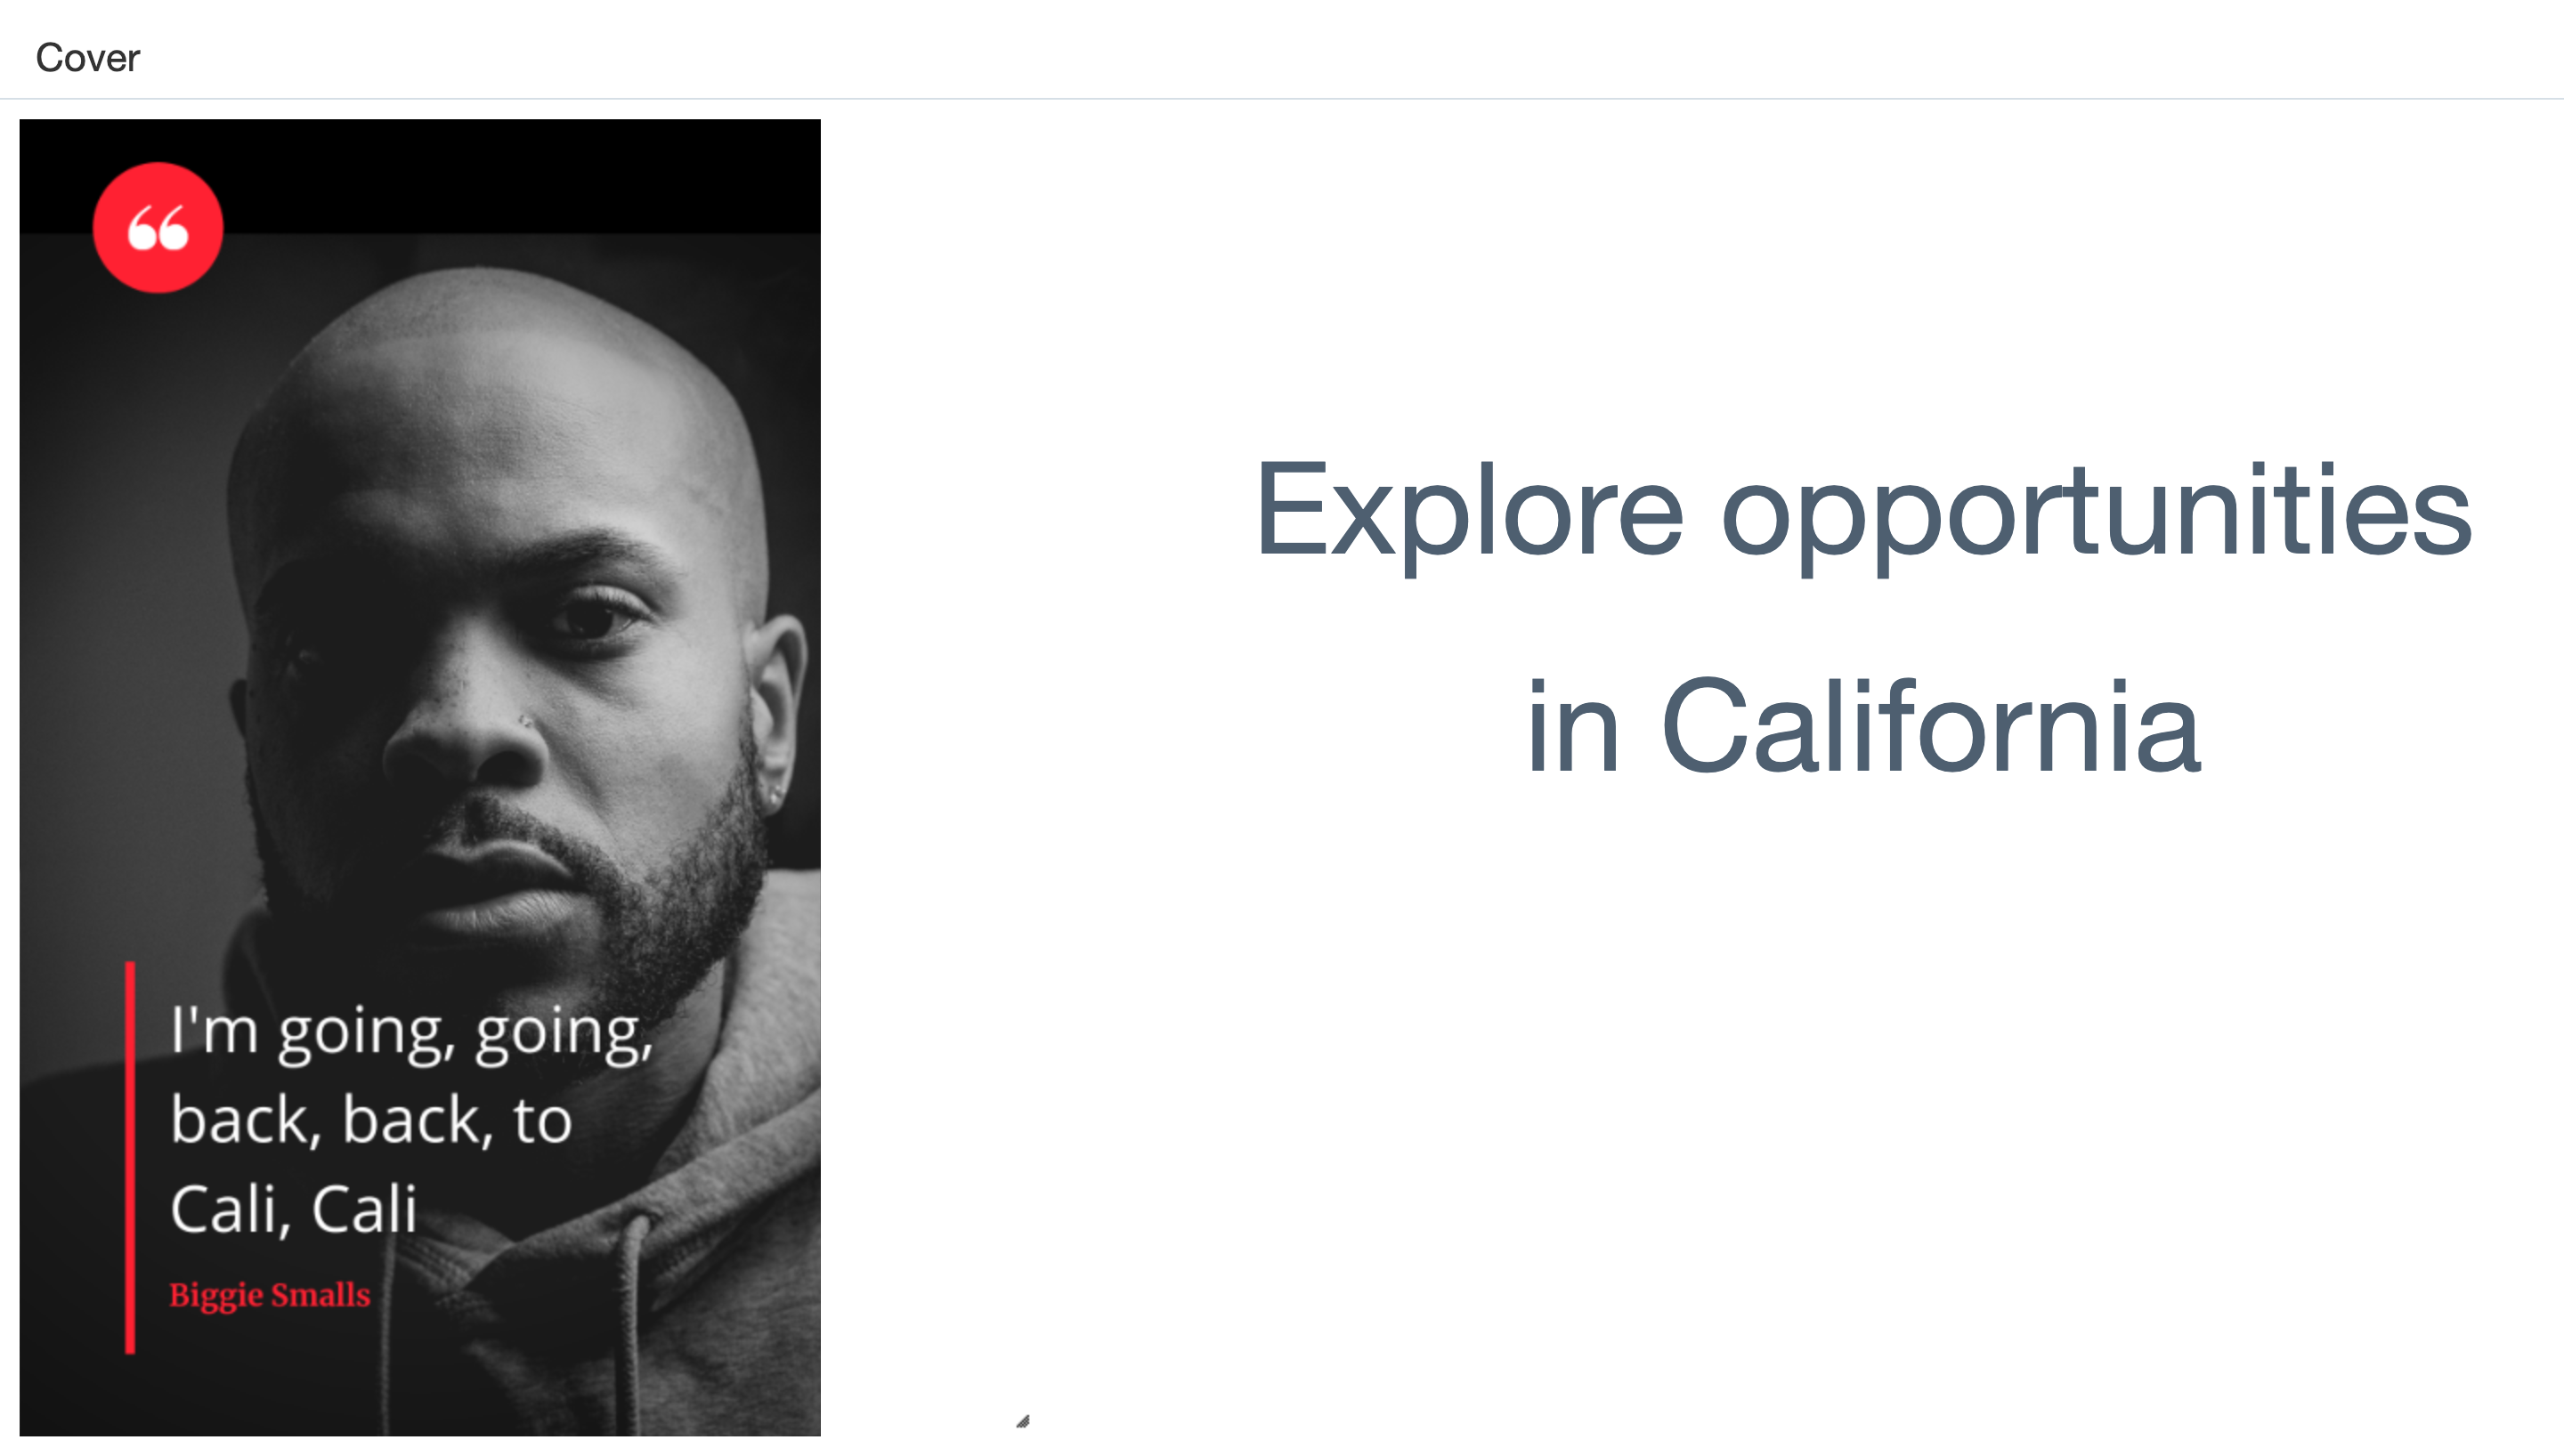 Cover
“
I'm going, going,
back, back, to
Cali, Cali
Biggie Smalls
Explore opportunities
in California